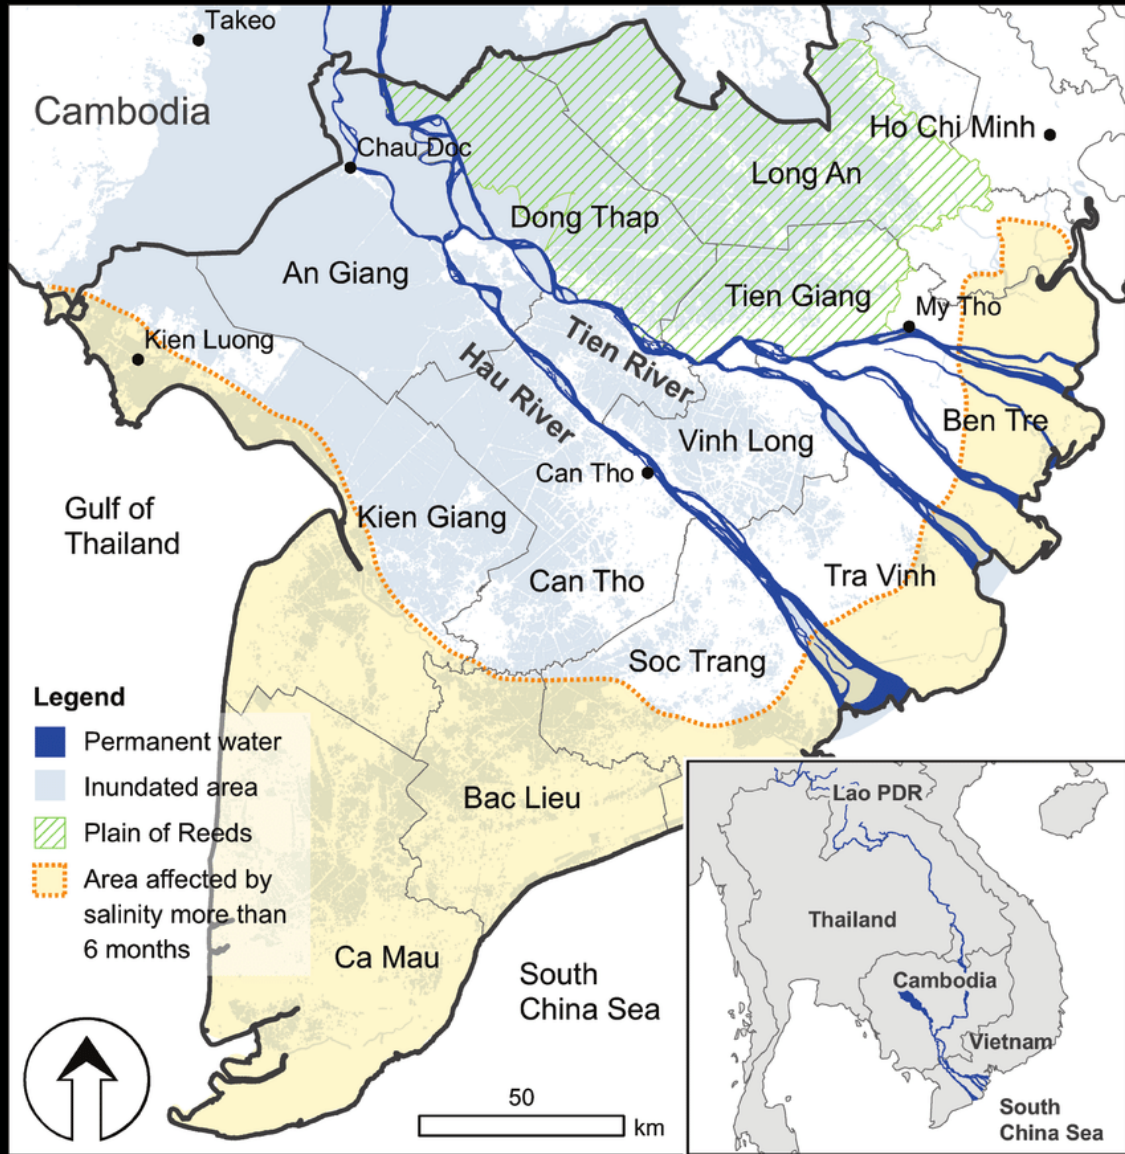 Takeo
Cambodia
Ho Chi Minh
Chau Doc
Long An
Dong Thap
An Giang
Tien Giang
My Tho
Kien Luong
Tien River
Hau River
Ben Tre
Vinh Long
Can Tho
Gulf of
Thailand
Kien Giang
Can Tho
Tra Vinh
Soc Trang
Legend
Permanent water
Inundated area
Plain of Reeds
Area affected by
salinity more than
6 months
Bac Lieu
Ca Mau
South
China Sea
50
km
Lao PDR
Thailand
Cambodia
Vietnam
South
China Sea